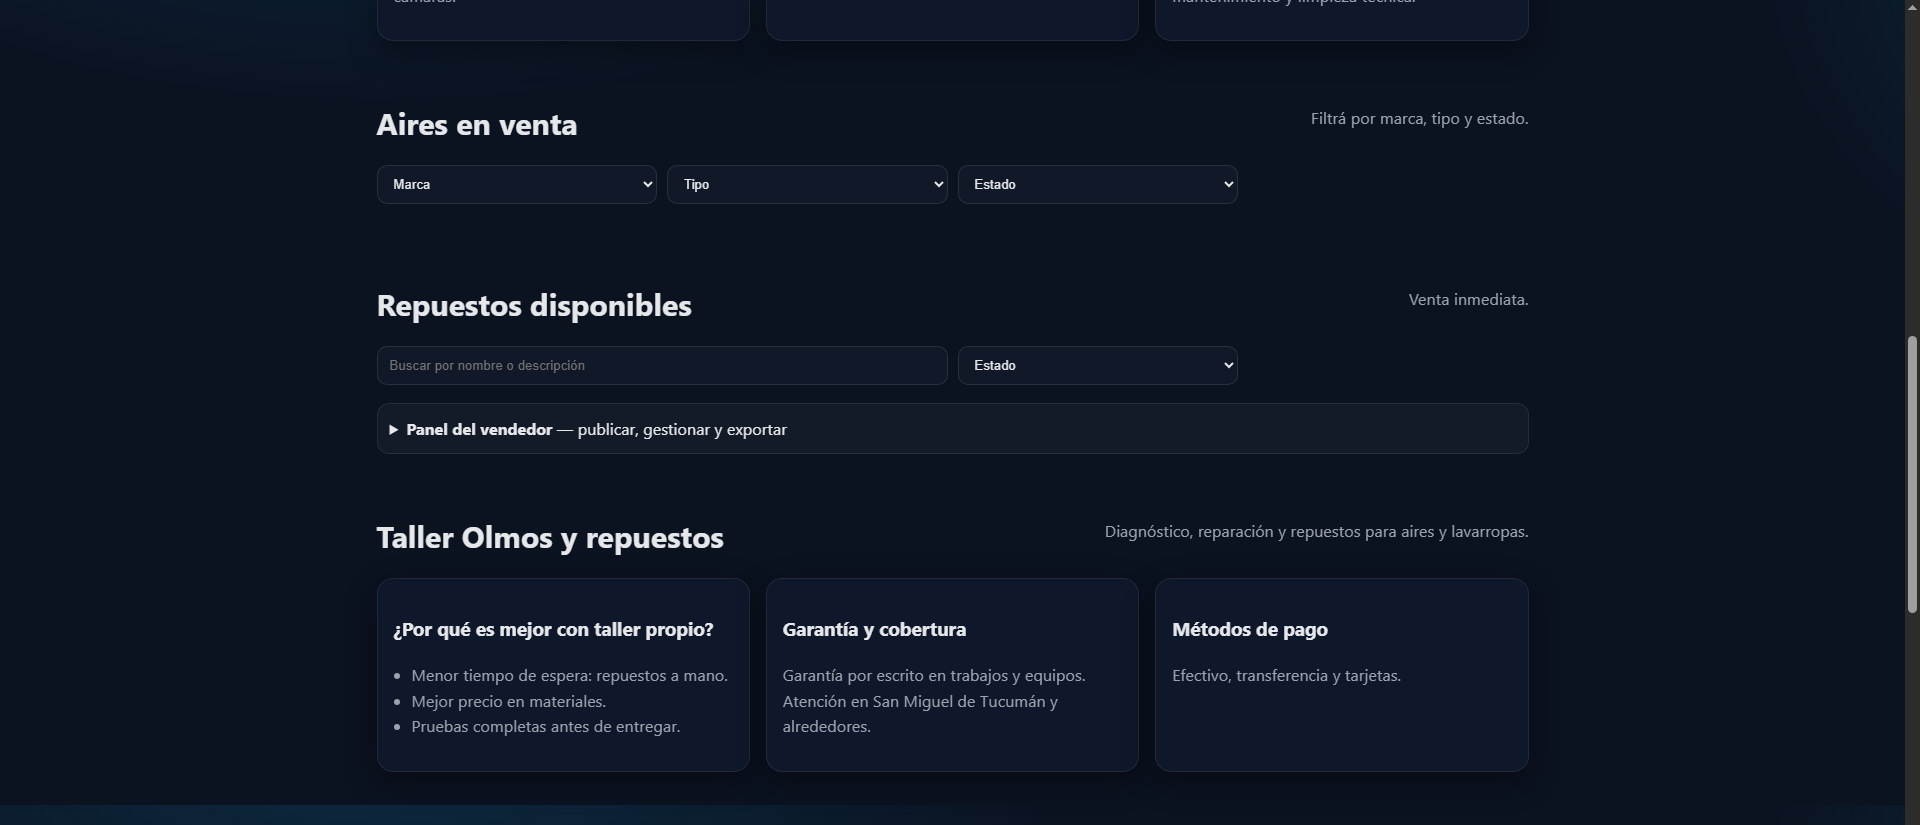 Aires en venta
Filtrá por marca, tipo y estado.
Marca
Tipo
Estado
Repuestos disponibles
Venta inmediata.
Buscar por nombre o descripción
Estado
Panel del vendedor — publicar, gestionar y exportar
Taller Olmos y repuestos
Diagnóstico, reparación y repuestos para aires y lavarropas.
¿Por qué es mejor con taller propio?
Menor tiempo de espera: repuestos a mano.
Mejor precio en materiales.
Pruebas completas antes de entregar.
Garantía y cobertura
Garantía por escrito en trabajos y equipos.
Atención en San Miguel de Tucumán y
alrededores.
Métodos de pago
Efectivo, transferencia y tarjetas.